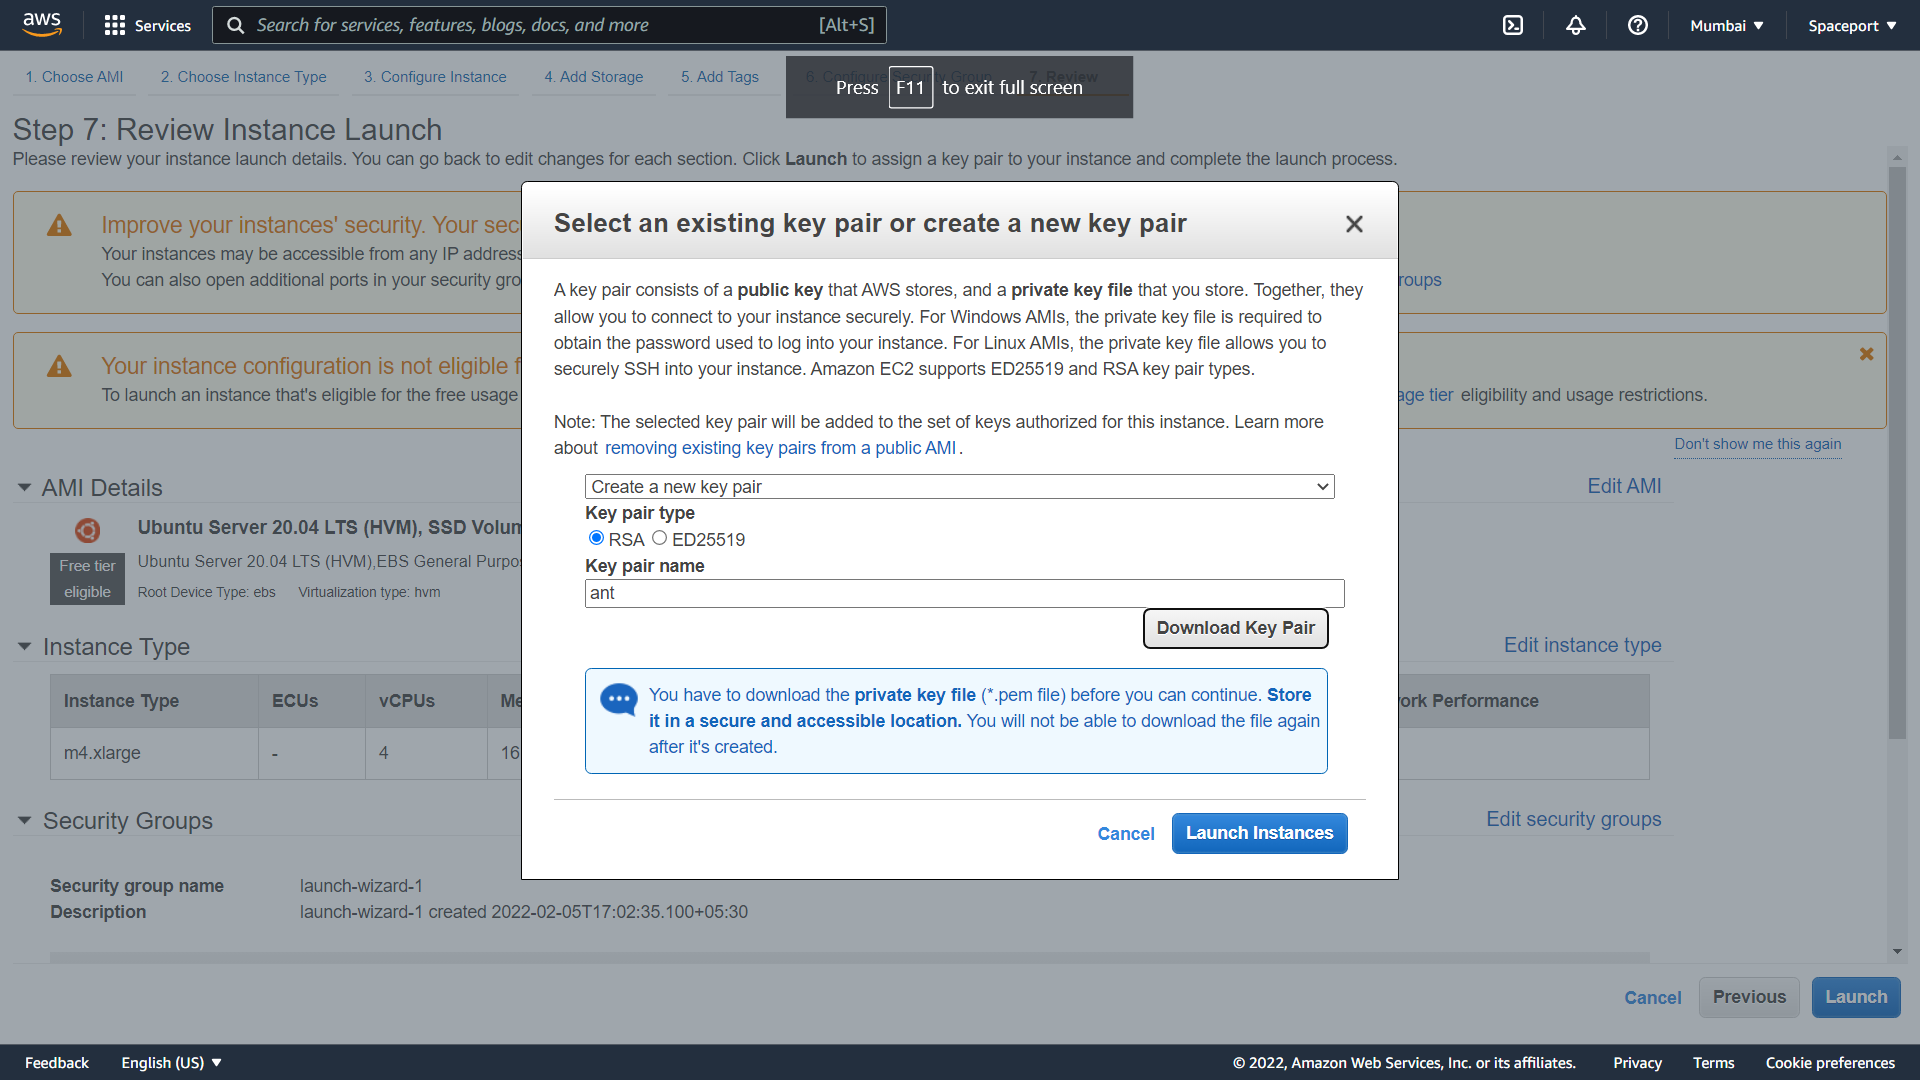 aws
Services
Search for services, features, blogs, docs, and more
[Alt+S]
Mumbai
Spaceport
1. Choose AMI
2. Choose Instance Type
3. Configure Instance
4. Add Storage
5. Add Tags
6. Configure Security Group
7. Review
Press F11 to exit full screen
Step 7: Review Instance Launch
Please review your instance launch details. You can go back to edit changes for each section. Click Launch to assign a key pair to your instance and complete the launch process.
Improve your instances' security. Your sec
Your instances may be accessible from any IP address
You can also open additional ports in your security gro
roups
Your instance configuration is not eligible f
To launch an instance that's eligible for the free usage
age tier eligibility and usage restrictions.
Don't show me this again
Select an existing key pair or create a new key pair
A key pair consists of a public key that AWS stores, and a private key file that you store. Together, they
allow you to connect to your instance securely. For Windows AMIs, the private key file is required to
obtain the password used to log into your instance. For Linux AMIs, the private key file allows you to
securely SSH into your instance. Amazon EC2 supports ED25519 and RSA key pair types.
Note: The selected key pair will be added to the set of keys authorized for this instance. Learn more
about removing existing key pairs from a public AMI.
Create a new key pair
Key pair type
RSA ED25519
Key pair name
ant
Download Key Pair
You have to download the private key file (*.pem file) before you can continue. Store
it in a secure and accessible location. You will not be able to download the file again
after it's created.
Cancel
Launch Instances
AMI Details
Edit AMI
Ubuntu Server 20.04 LTS (HVM), SSD Volum
Free tier
eligible
Ubuntu Server 20.04 LTS (HVM),EBS General Purpo
Root Device Type: ebs Virtualization type: hvm
Instance Type
Edit instance type
Instance Type ECUs vCPUs Me ork Performance
m4.xlarge - 4 16
Security Groups
Edit security groups
Security group name launch-wizard-1
Description launch-wizard-1 created 2022-02-05T17:02:35.100+05:30
Cancel
Previous
Launch
Feedback
English (US)
© 2022, Amazon Web Services, Inc. or its affiliates.
Privacy
Terms
Cookie preferences